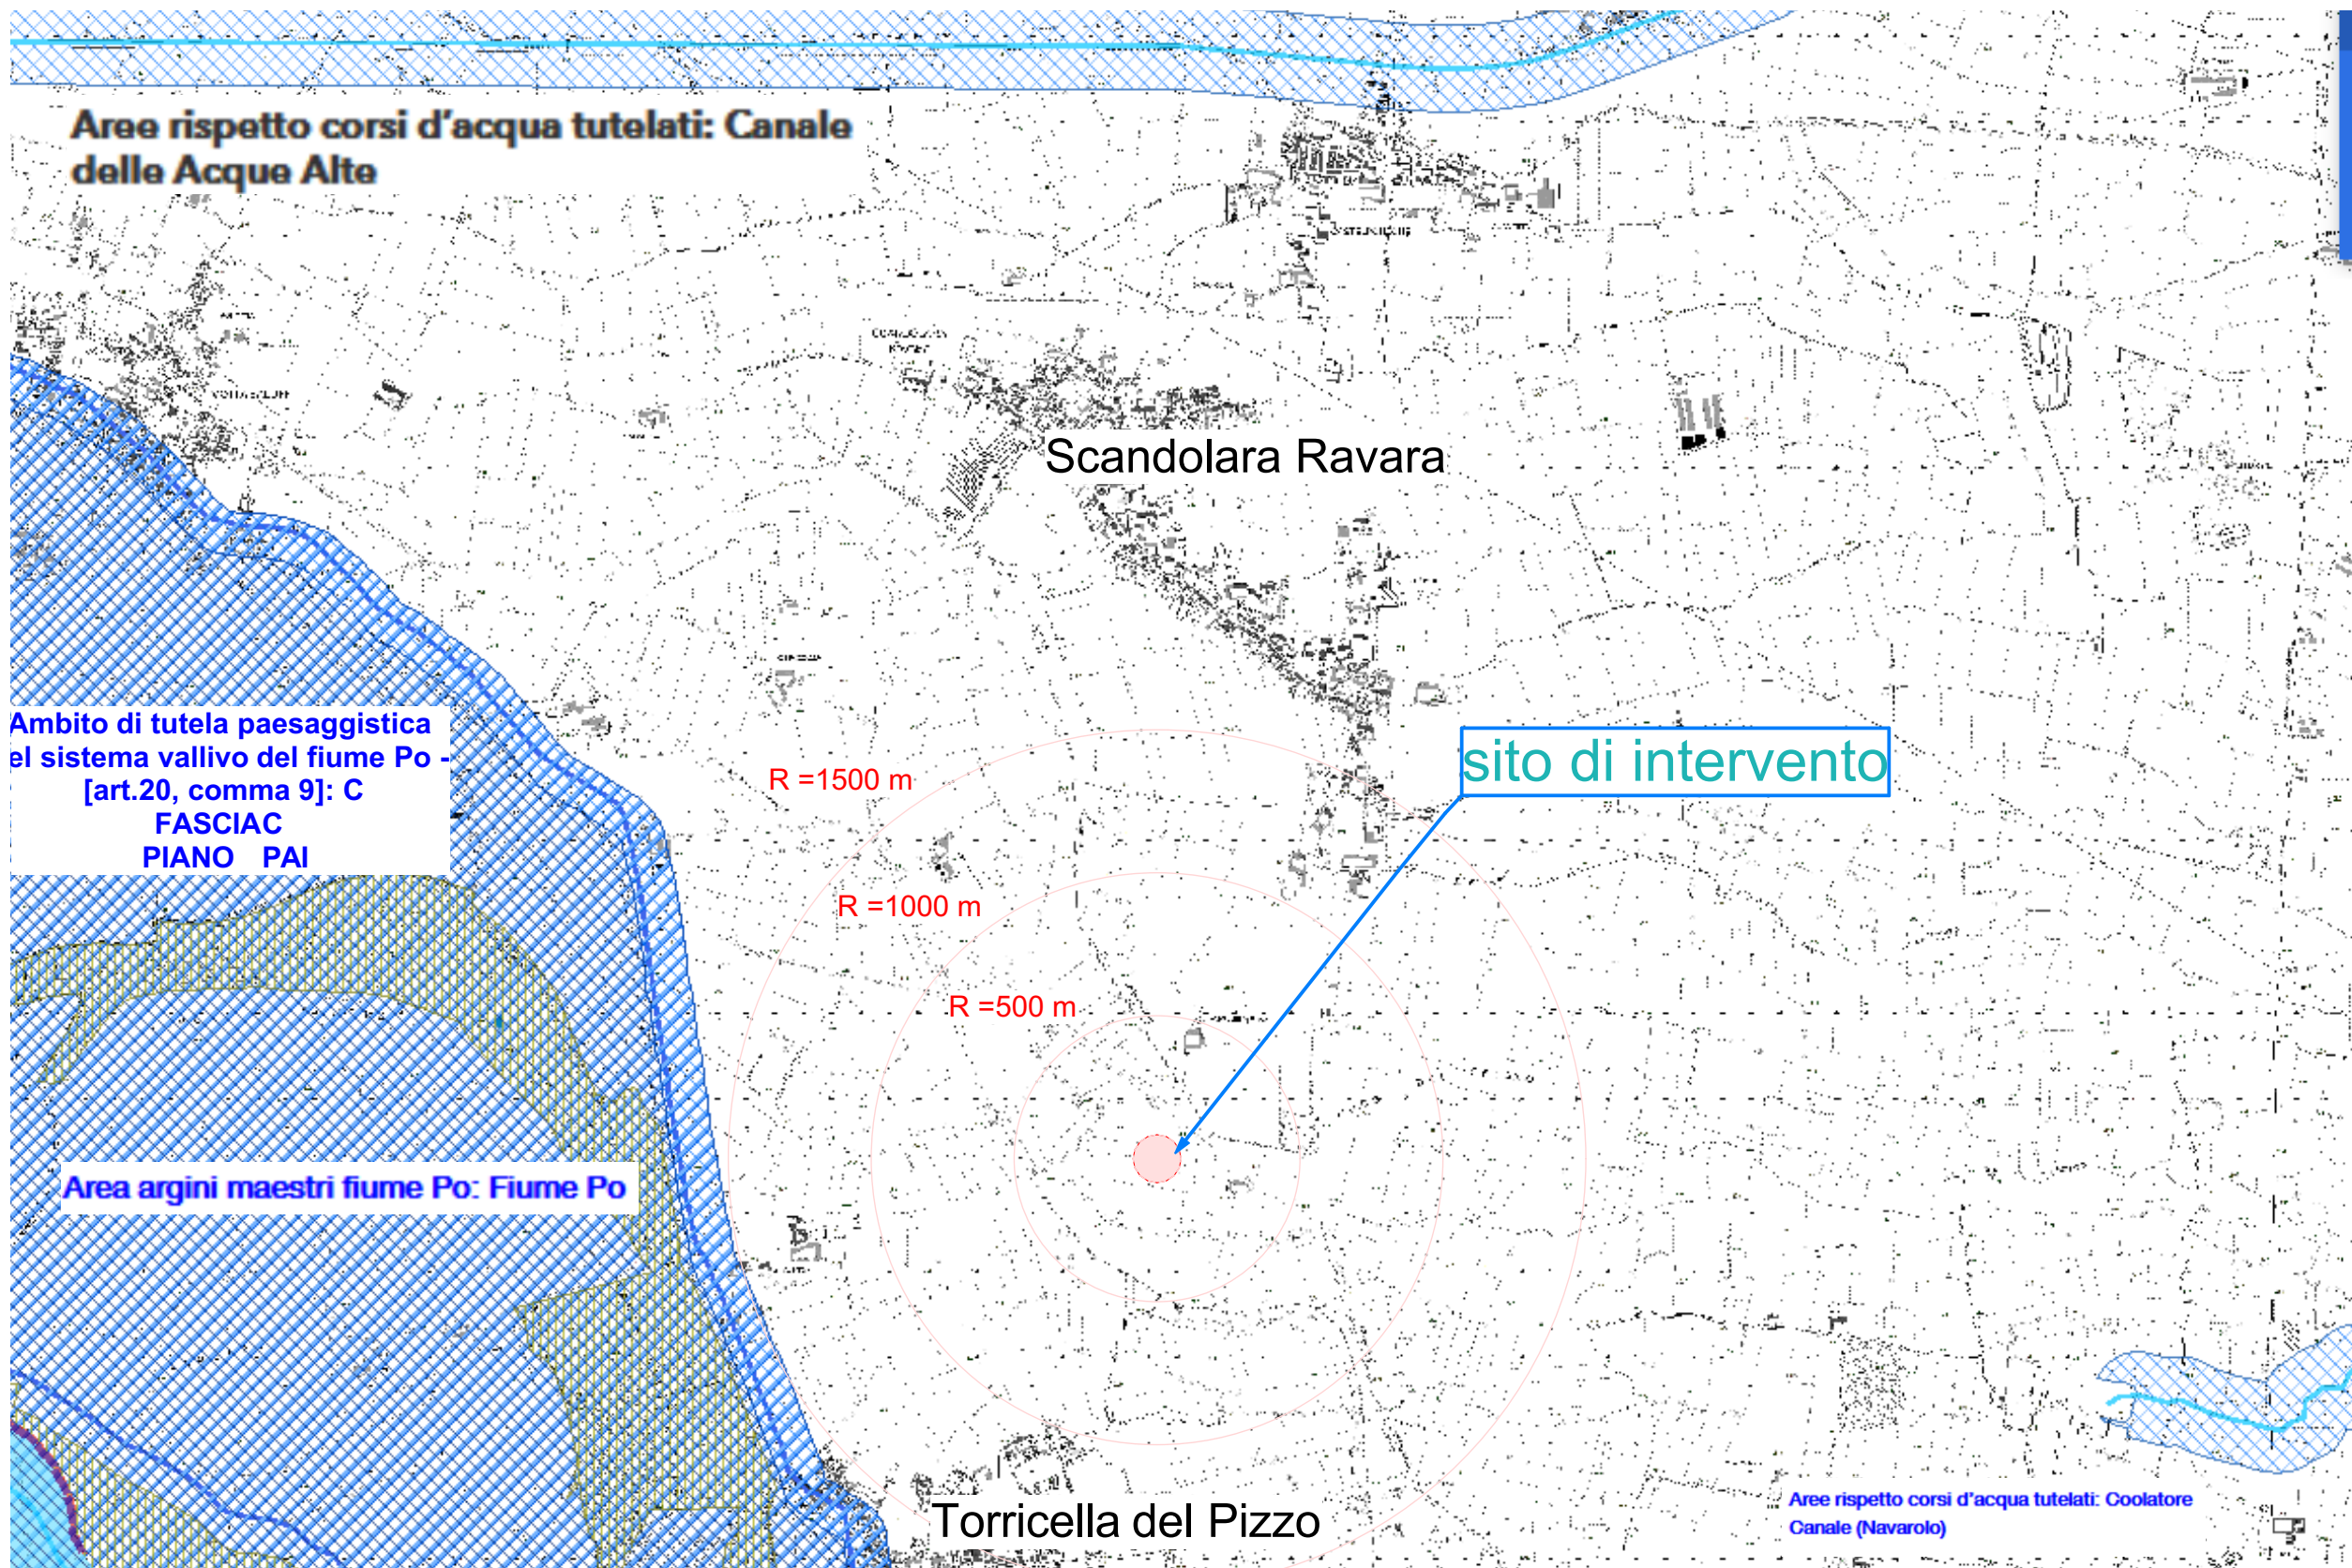 Aree rispetto corsi d'acqua tutelati: Canale
delle Acque Alte
Scandolara Ravara
Ambito di tutela paesaggistica
el sistema vallivo del fiume Po -
[art.20, comma 9]: C
FASCIAC
PIANO PAI
sito di intervento
R =1500 m
R =1000 m
R =500 m
Area argini maestri fiume Po: Fiume Po
Torricella del Pizzo
Aree rispetto corsi d'acqua tutelati: Coolatore
Canale (Navarolo)